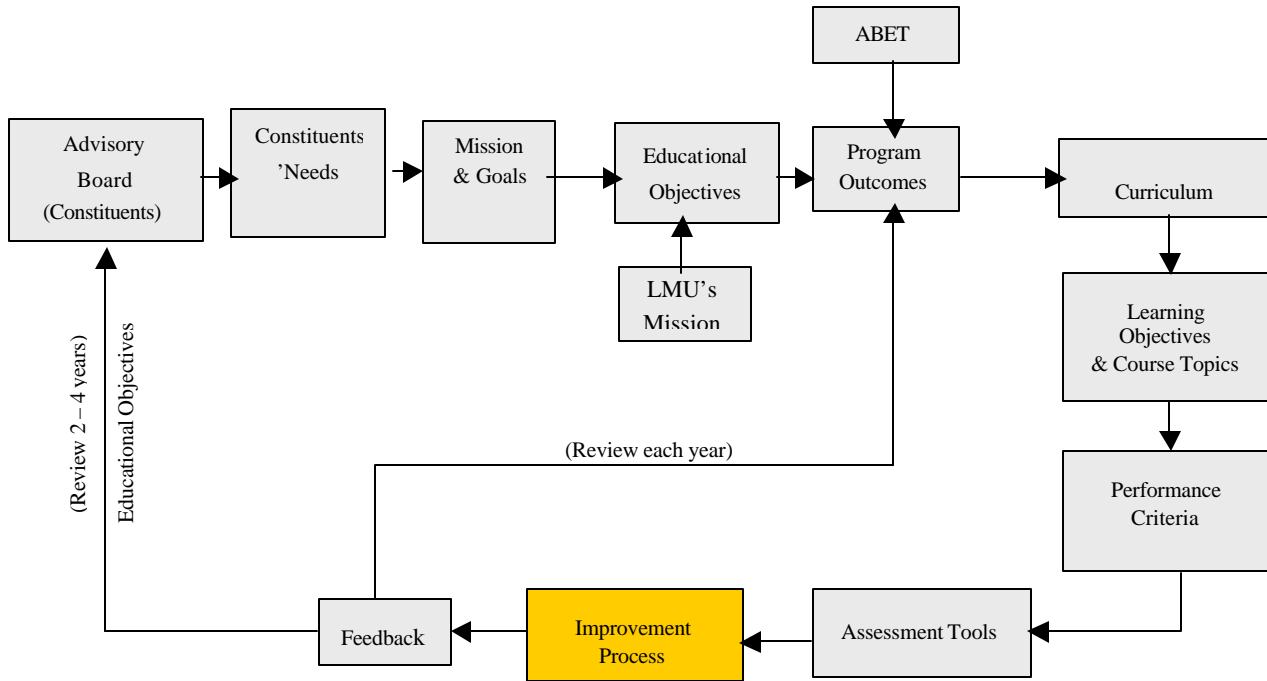 ABET
Advisory
Board
(Constituents)
Constituents
’Needs
Mission
& Goals
Educational
Objectives
Program
Outcomes
Curriculum
LMU’s
Mission
Learning
Objectives
& Course Topics
(Review 2 – 4 years)
Educational Objectives
(Review each year)
Performance
Criteria
Feedback
Improvement
Process
Assessment Tools